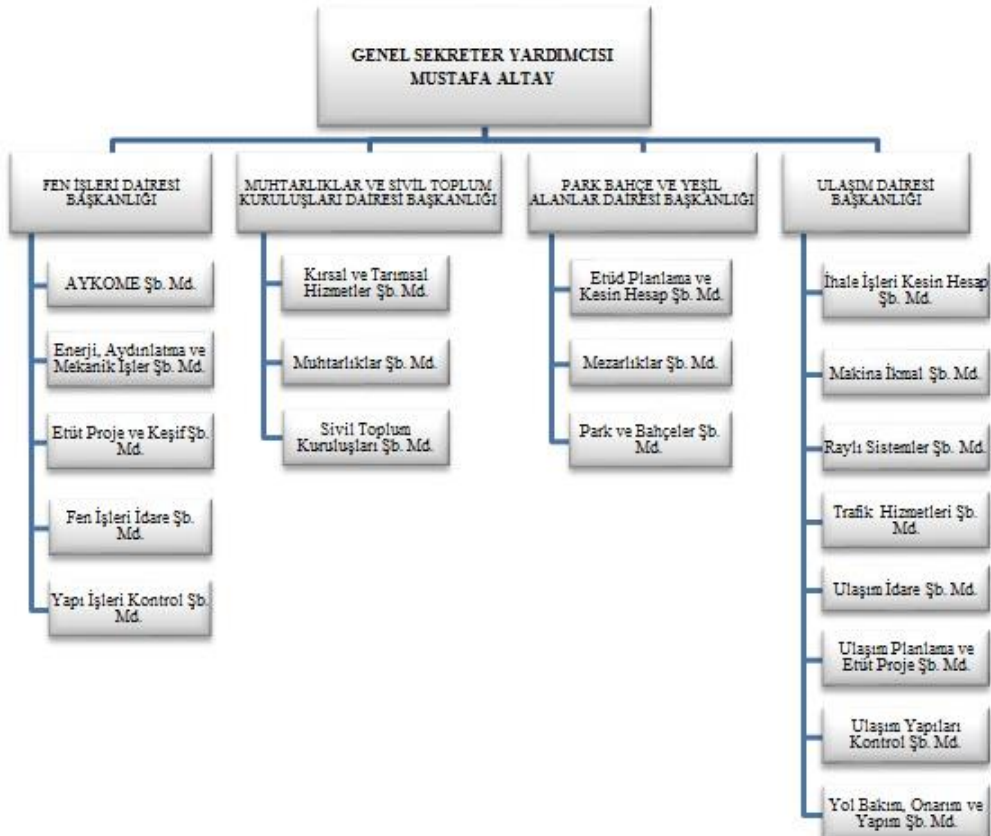 GENEL SEKRETER YARDIMCISI
MUSTAFA ALTAY
FEN İŞLERİ DAİRESİ
BAŞKANLIĞI
AYKOME Şb. Md.
Enerji, Aydınlatma ve
Mekanik İşler Şb. Md.
Etüt Proje ve Keşif Şb.
Md.
Fen İşleri İdare Şb.
Md.
Yapı İşleri Kontrol Şb.
Md.
MUHTARLIKLAR VE SİVİL TOPLUM
KURULUŞLARI DAİRESİ BAŞKANLIĞI
Kırsal ve Tarımsal
Hizmetler Şb. Md.
Muhtarlıklar Şb. Md.
Sivil Toplum
Kuruluşları Şb. Md.
PARK BAHÇE VE YEŞİL
ALANLAR DAİRESİ BAŞKANLIĞI
Etüd Planlama ve
Kesin Hesap Şb. Md.
Mezarlıklar Şb. Md.
Park ve Bahçeler Şb.
Md.
ULAŞIM DAİRESİ
BAŞKANLIĞI
İhale İşleri Kesin Hesap
Şb. Md.
Makina İkmal Şb. Md.
Raylı Sistemler Şb. Md.
Trafik Hizmetleri Şb.
Md.
Ulaşım İdare Şb. Md.
Ulaşım Planlama ve
Etüt Proje Şb. Md.
Ulaşım Yapıları
Kontrol Şb. Md.
Yol Bakım, Onarım ve
Yapım Şb. Md.